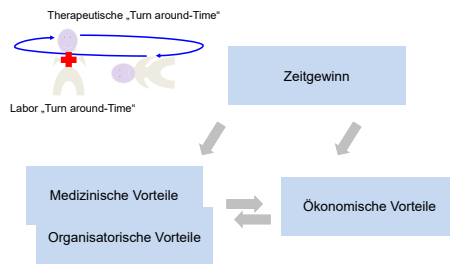 Therapeutische „Turn around-Time“
Labor „Turn around-Time“
Zeitgewinn
Medizinische Vorteile
Organisatorische Vorteile
Ökonomische Vorteile